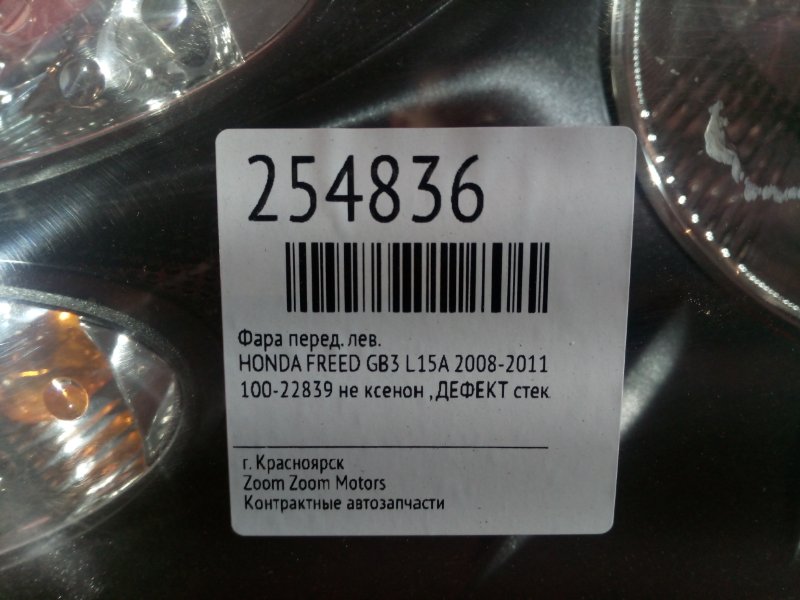 254836
Фара перед. лев.
HONDA FREED GB3 L15A 2008-2011
100-22839 не ксенон ,ДЕФЕКТ стек
г. Красноярск
Zoom Zoom Motors
Контрактные автозапчасти